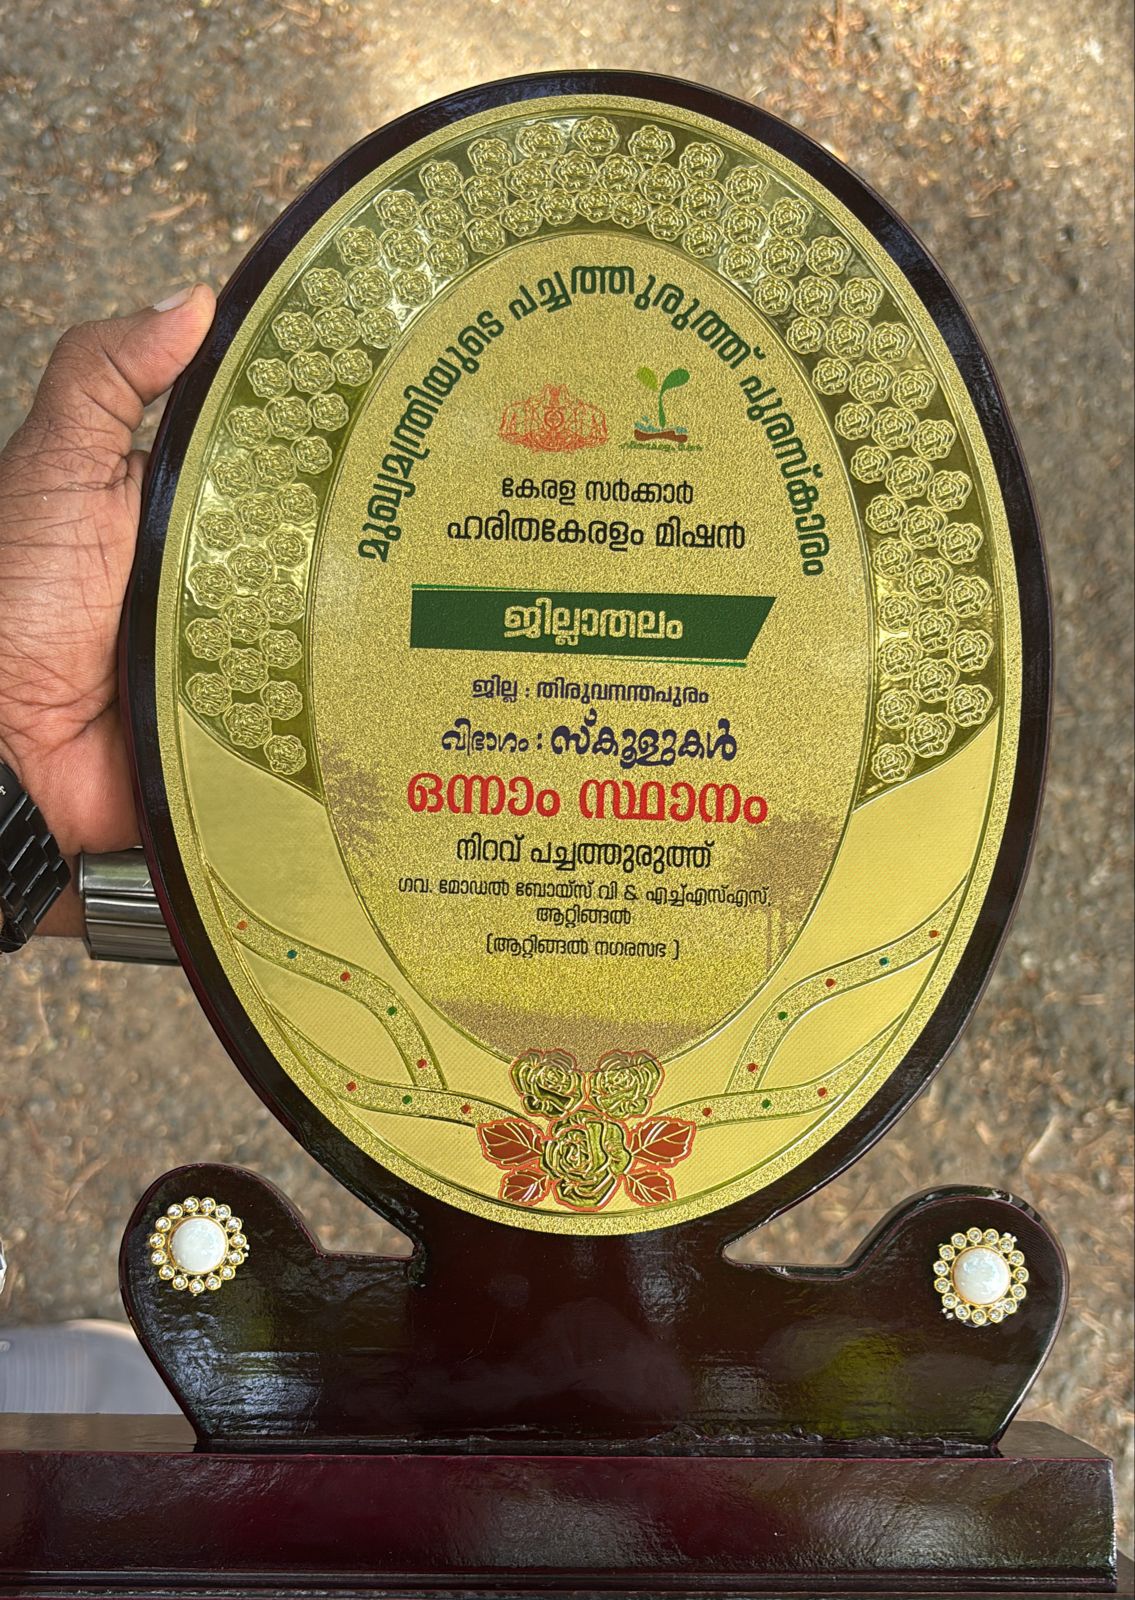 മുഖ്യമന്ത്രിയുടെ പച്ചത്തുരുത്ത് പുരസ്കാരം
കേരള സർക്കാർ
ഹരിതകേരളം മിഷൻ
ജില്ലാതലം
ജില്ല : തിരുവനന്തപുരം
വിഭാഗം : സ്കൂളുകൾ
ഒന്നാം സ്ഥാനം
നിറവ് പച്ചത്തുരുത്ത്
ഗവ. മോഡൽ ബോയ്സ് വി & എച്ച്എസ്എസ്,
ആറ്റിങ്ങൽ
(ആറ്റിങ്ങൽ നഗരസഭ )